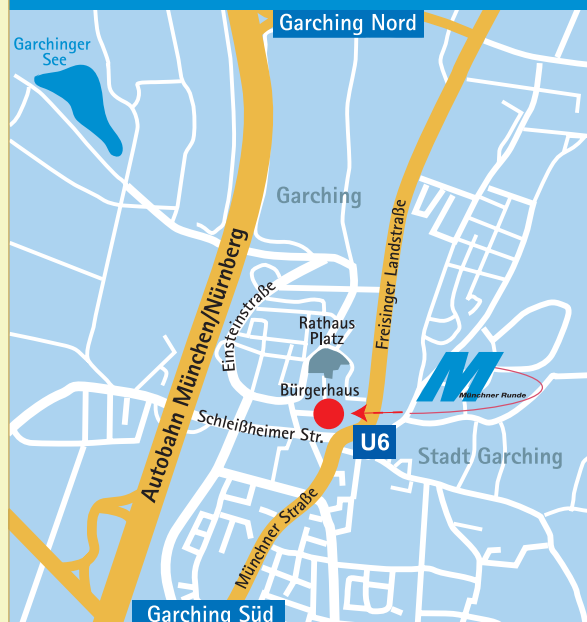 Garching Nord
Garchinger
See
Garching
Freisinger Landstraße
Autobahn München/Nürnberg
Einsteinstraße
Rathaus
Platz
Bürgerhaus
M
Münchner Runde
Schleißheimer Str.
U6
Stadt Garching
Münchner Straße
Garching Süd